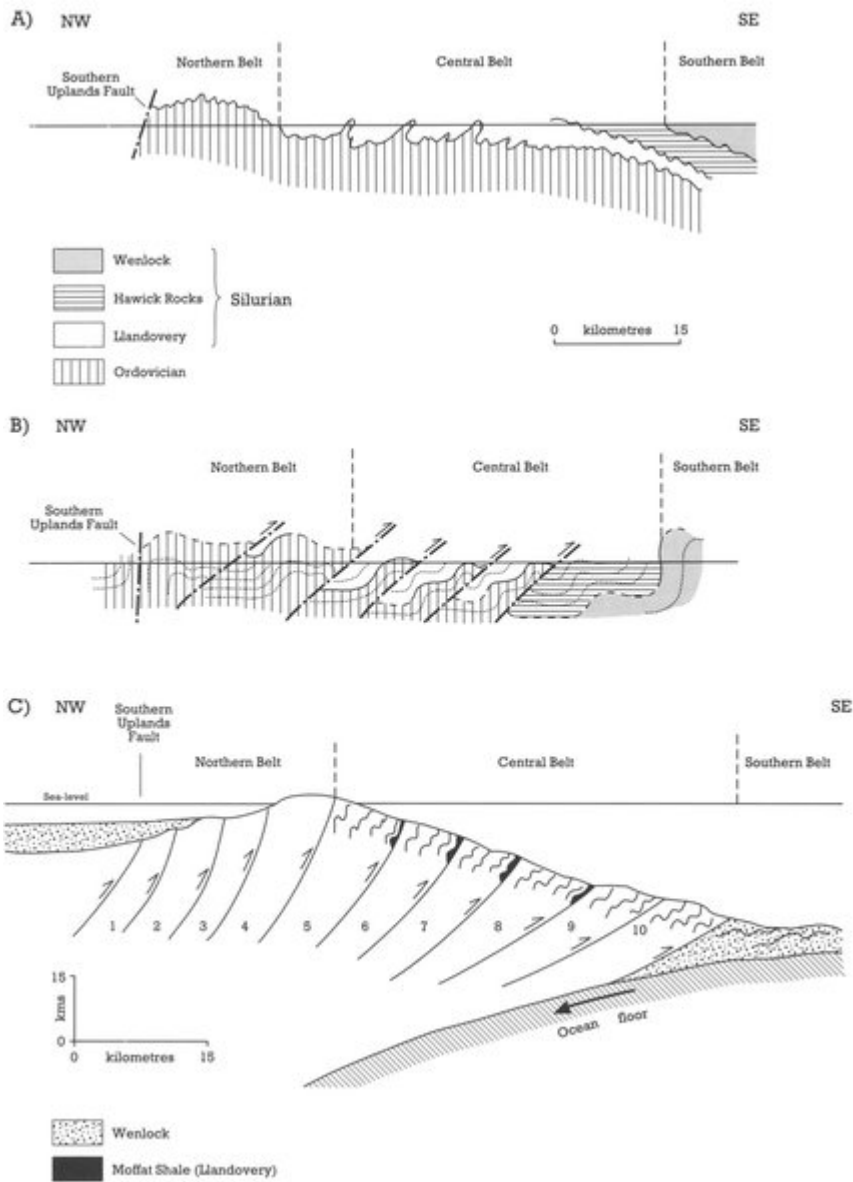 A) NW SE
Northern Belt Central Belt Southern Belt
Southern
Uplands Fault
Wenlock
Hawick Rocks
Silurian
Llandovery
Ordovician
0 kilometres 15
B) NW SE
Northern Belt Central Belt Southern Belt
Southern
Uplands Fault
C) NW SE
Southern
Uplands
Fault
Northern Belt Central Belt Southern Belt
Sea-level
1 2 3 4 5 6 7 8 9 10
15
kms
0
0 kilometres 15
Ocean floor
Wenlock
Moffat Shale (Llandovery)